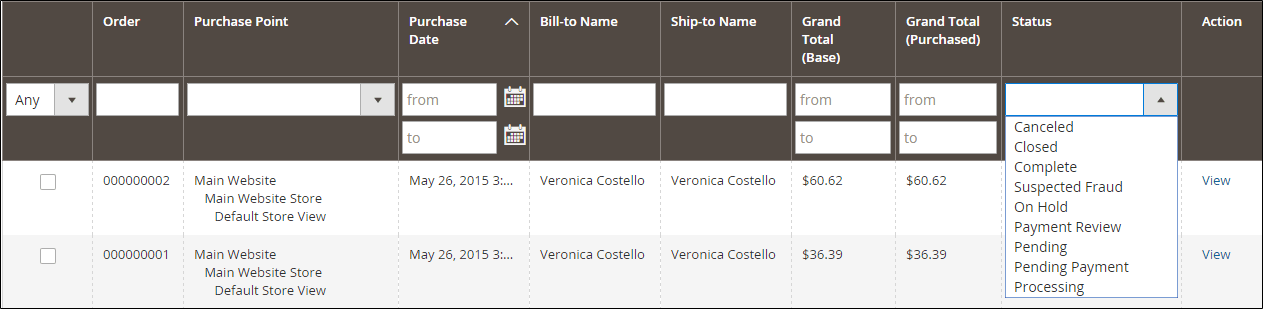 Order
Purchase Point
Purchase
Date
Bill-to Name
Ship-to Name
Grand
Total
(Base)
Grand Total
(Purchased)
Status
Action
Any
from
to
from
to
from
to
Canceled
Closed
Complete
Suspected Fraud
On Hold
Payment Review
Pending
Pending Payment
Processing
000000002
Main Website
Main Website Store
Default Store View
May 26, 2015 3:...
Veronica Costello
Veronica Costello
$60.62
$60.62
View
000000001
Main Website
Main Website Store
Default Store View
May 26, 2015 3:...
Veronica Costello
Veronica Costello
$36.39
$36.39
View